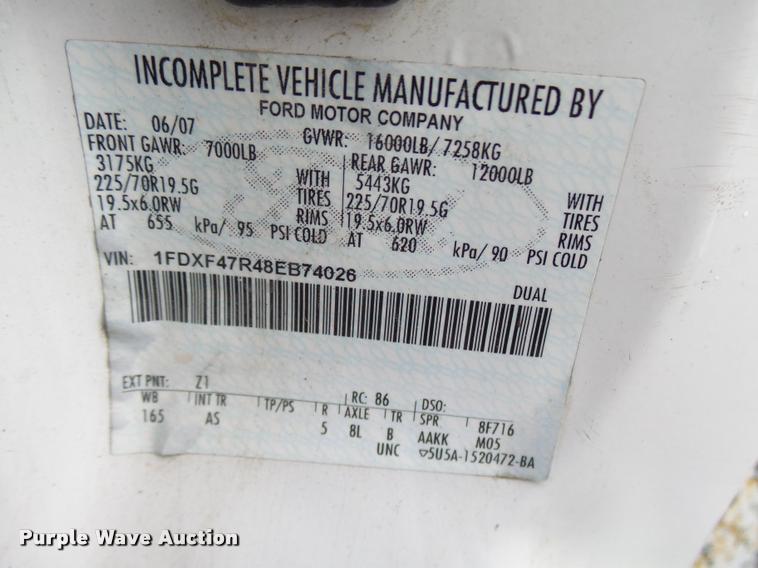 INCOMPLETE VEHICLE MANUFACTURED BY
FORD MOTOR COMPANY
DATE: 06/07 GVWR: 16000LB/ 7258KG
FRONT GAWR: 7000LB REAR GAWR: 12000LB
3175KG WITH 5443KG WITH
225/70R19.5G TIRES 225/70R19.5G TIRES
19.5x6.0RW RIMS 19.5x6.0RW RIMS
AT 655 kPa/ 95 PSI COLD AT 620 kPa/ 90 PSI COLD
VIN: 1FDXF47R48EB74026
DUAL
EXT PNT: Z1 RC: 86 DSO:
WB INT TR TP/PS R AXLE TR SPR 8F716
165 AS 5 8L B AAKK M05
UNC ▽5U5A-1520472-BA
Purple Wave Auction